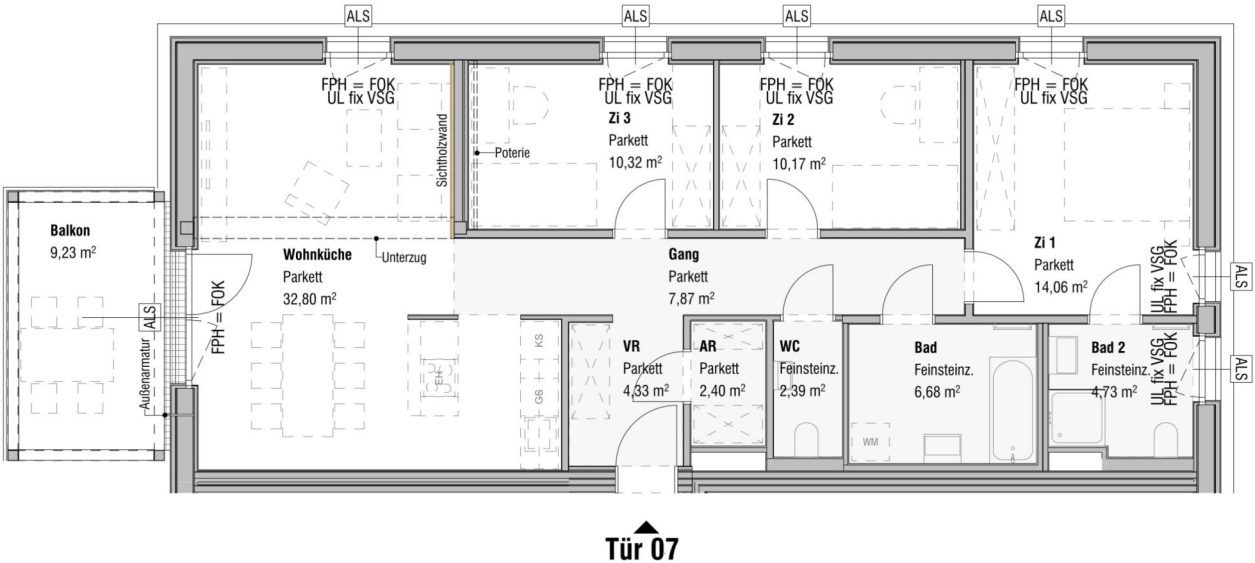 ALS
ALS
ALS
ALS
FPH = FOK
UL fix VSG
FPH = FOK
UL fix VSG
FPH = FOK
UL fix VSG
FPH = FOK
UL fix VSG
Sichtholzwand
Zi 3
Parkett
10,32 m²
Poterie
Zi 2
Parkett
10,17 m²
Balkon
9,23 m²
Wohnküche
Parkett
32,80 m²
Unterzug
Gang
Parkett
7,87 m²
Zi 1
Parkett
14,06 m²
UL fix VSG
FPH = FOK
ALS
ALS
FPH = FOK
Außenarmatur
EH
KS
GS
VR
Parkett
4,33 m²
AR
Parkett
2,40 m²
WC
Feinsteinz.
2,39 m²
Bad
Feinsteinz.
6,68 m²
WM
Bad 2
Feinsteinz.
4,73 m²
UL fix VSG
FPH = FOK
ALS
Tür 07